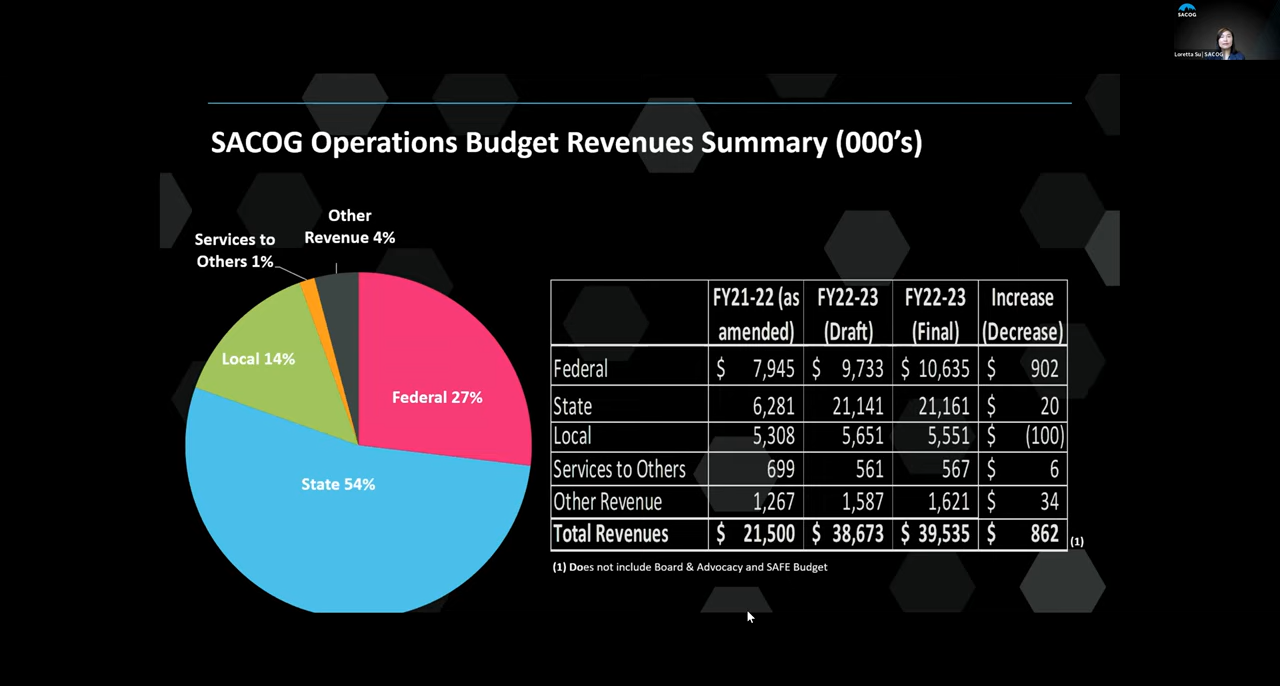 SACOG
Loretta Su | SACOG
SACOG Operations Budget Revenues Summary (000's)
Other
Revenue 4%
Services to
Others 1%
Local 14%
Federal 27%
State 54%
FY21-22 (as amended) FY22-23 (Draft) FY22-23 (Final) Increase (Decrease)
Federal $ 7,945 $ 9,733 $ 10,635 $ 902
State 6,281 21,141 21,161 $ 20
Local 5,308 5,651 5,551 $ (100)
Services to Others 699 561 567 $ 6
Other Revenue 1,267 1,587 1,621 $ 34
Total Revenues $ 21,500 $ 38,673 $ 39,535 $ 862 (1)
(1) Does not include Board & Advocacy and SAFE Budget